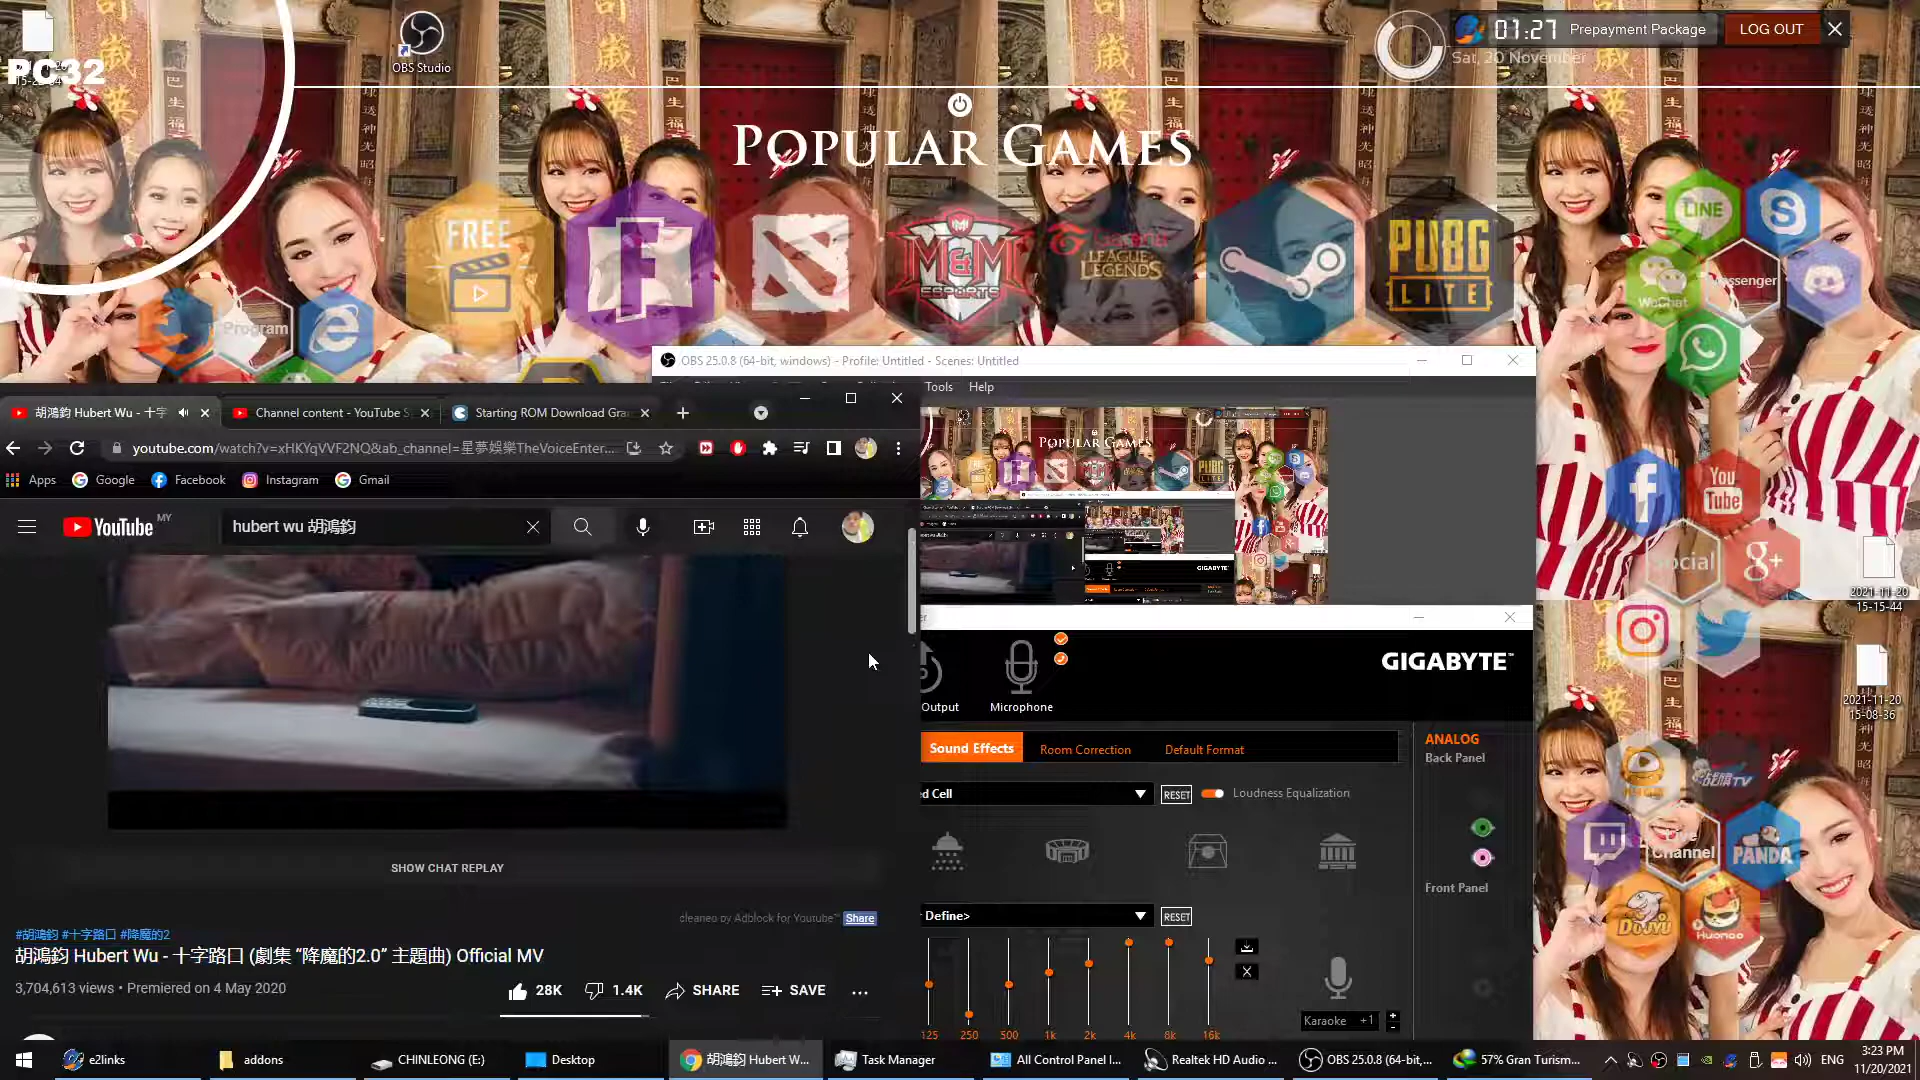 PC32
OBS Studio
01:27
Prepayment Package
LOG OUT
Sat, 20 November
POPULAR GAMES
FREE
M&M
ESPORTS
Garena
LEAGUE
LEGENDS
PUBG
LITE
LINE
WeChat
Program
OBS 25.0.8 (64-bit, windows) - Profile: Untitled - Scenes: Untitled
Tools
Help
胡鴻鈞 Hubert Wu - 十字
Channel content - YouTube S
Starting ROM Download Gra
youtube.com/watch?v=xHKYqVVF2NQ&ab_channel=星夢娛樂TheVoiceEnter...
Apps
Google
Facebook
Instagram
Gmail
YouTube
MY
hubert wu 胡鴻鈞
You
Tube
Social
g+
2021-11-20
15-15-44
2021-11-20
15-08-36
GIGABYTE
Output
Microphone
Sound Effects
Room Correction
Default Format
ANALOG
Back Panel
RESET
Loudness Equalization
Define>
RESET
Front Panel
125
250
500
1k
2k
4k
8k
16k
Karaoke
+1
Live
Channel
PANDA
DOUYU
HUOMAO
SHOW CHAT REPLAY
cleaned by Adblock for Youtube™
Share
#胡鴻鈞 #十字路口 #降魔的2
胡鴻鈞 Hubert Wu - 十字路口 (劇集 “降魔的2.0” 主題曲) Official MV
3,704,613 views • Premiered on 4 May 2020
28K
1.4K
SHARE
SAVE
e2links
addons
CHINLEONG (E:)
Desktop
胡鴻鈞 Hubert W...
Task Manager
All Control Panel I...
Realtek HD Audio ...
OBS 25.0.8 (64-bit,...
57% Gran Turism...
ENG
3:23 PM
11/20/2021